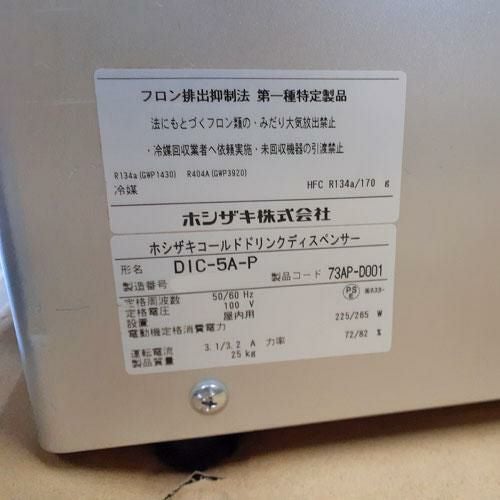 フロン排出抑制法 第一種特定製品
法にもとづくフロン類の・みだり大気放出禁止
・冷媒回収業者へ依頼実施・未回収機器の引渡禁止
R134a(GWP1430) R404A(GWP3920)
冷媒 HFC R134a/170 g
ホシザキ株式会社
ホシザキコールドドリンクディスペンサー
形名 DIC-5A-P
製造番号 製品コード 73AP-D001
定格周波数 50/60 Hz
定格電圧 100 V
設置 屋内用
電動機定格消費電力 225/265 W
運転電流 3.1/3.2 A 力率 72/82 %
製品質量 25 kg
PS E